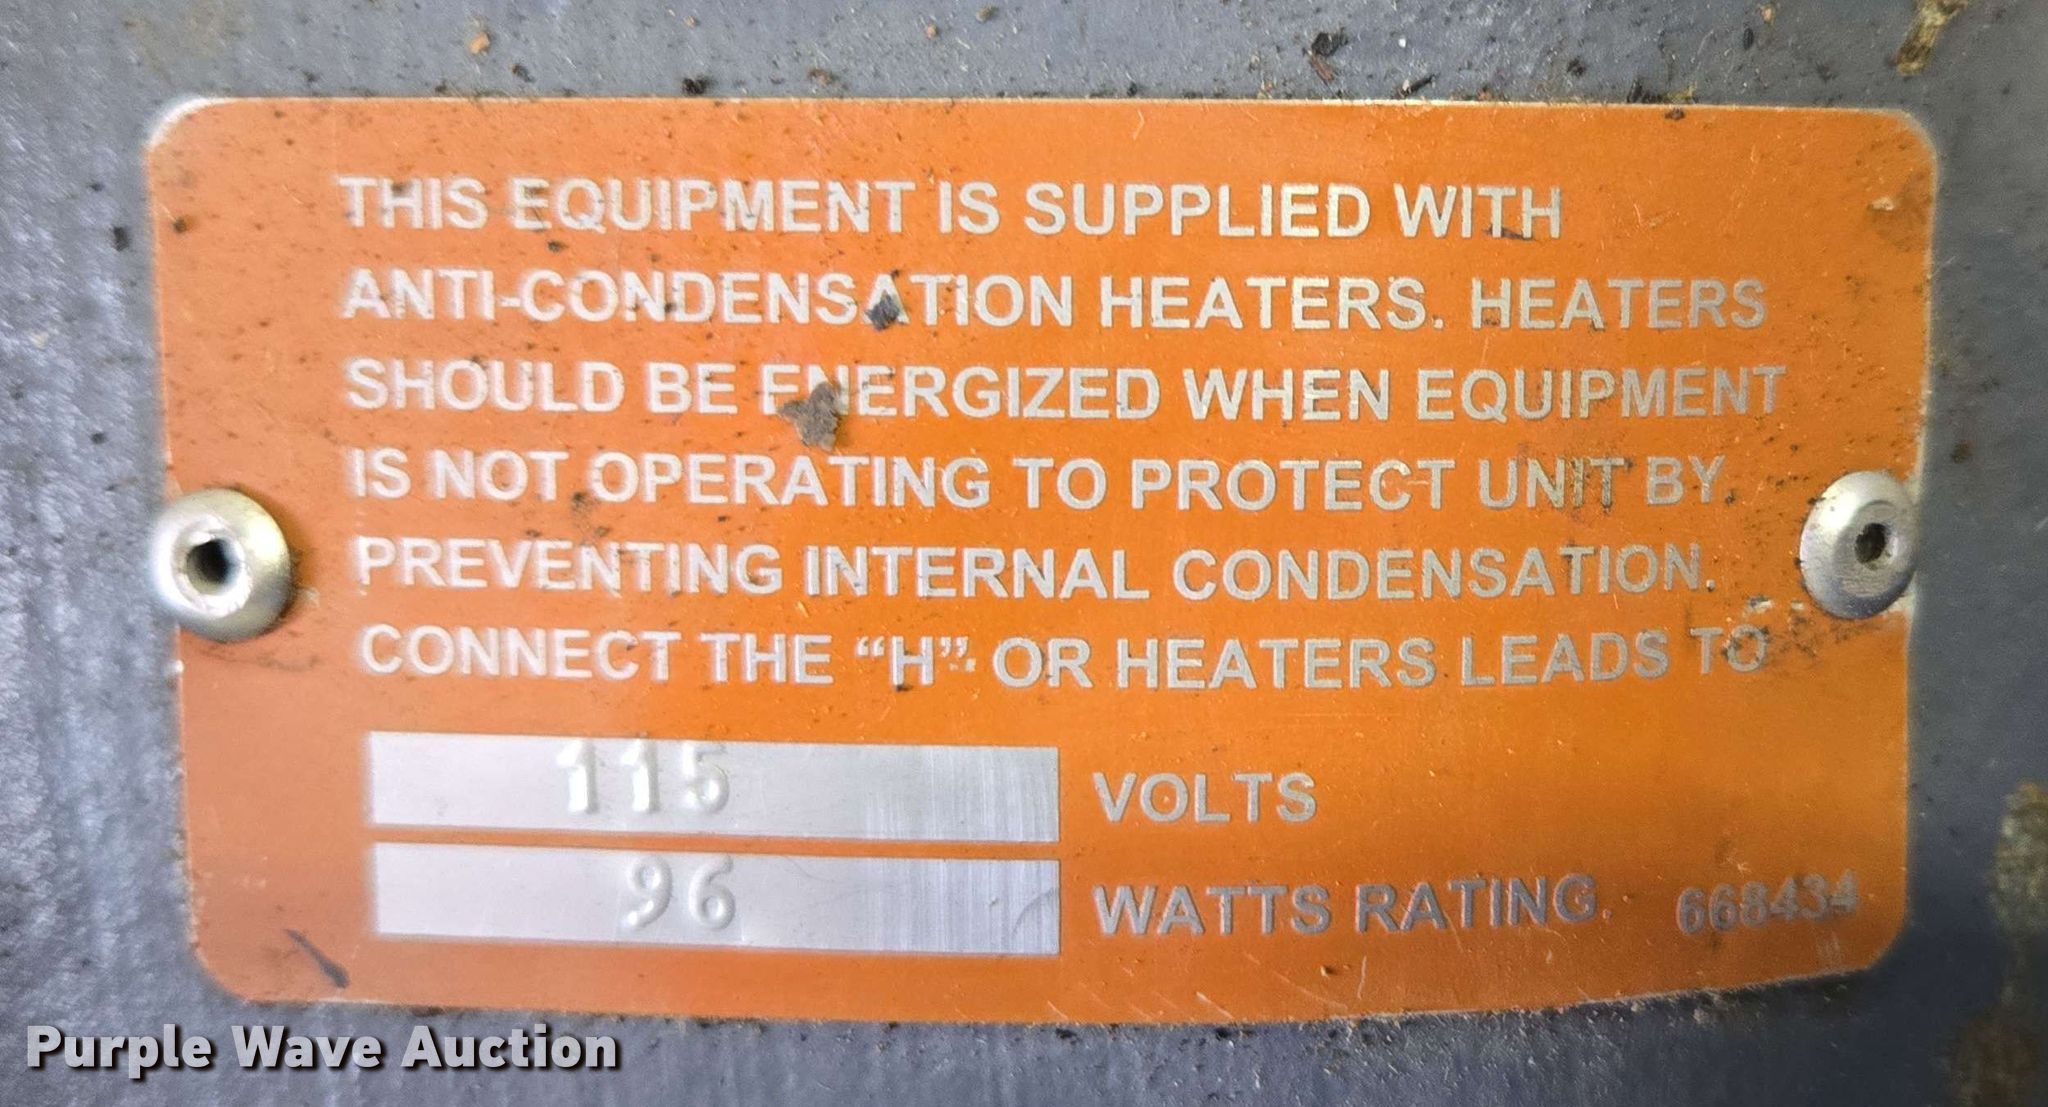 THIS EQUIPMENT IS SUPPLIED WITH
ANTI-CONDENSATION HEATERS. HEATERS
SHOULD BE ENERGIZED WHEN EQUIPMENT
IS NOT OPERATING TO PROTECT UNIT BY
PREVENTING INTERNAL CONDENSATION.
CONNECT THE “H” OR HEATERS LEADS TO
115 VOLTS
96 WATTS RATING. 668434
Purple Wave Auction